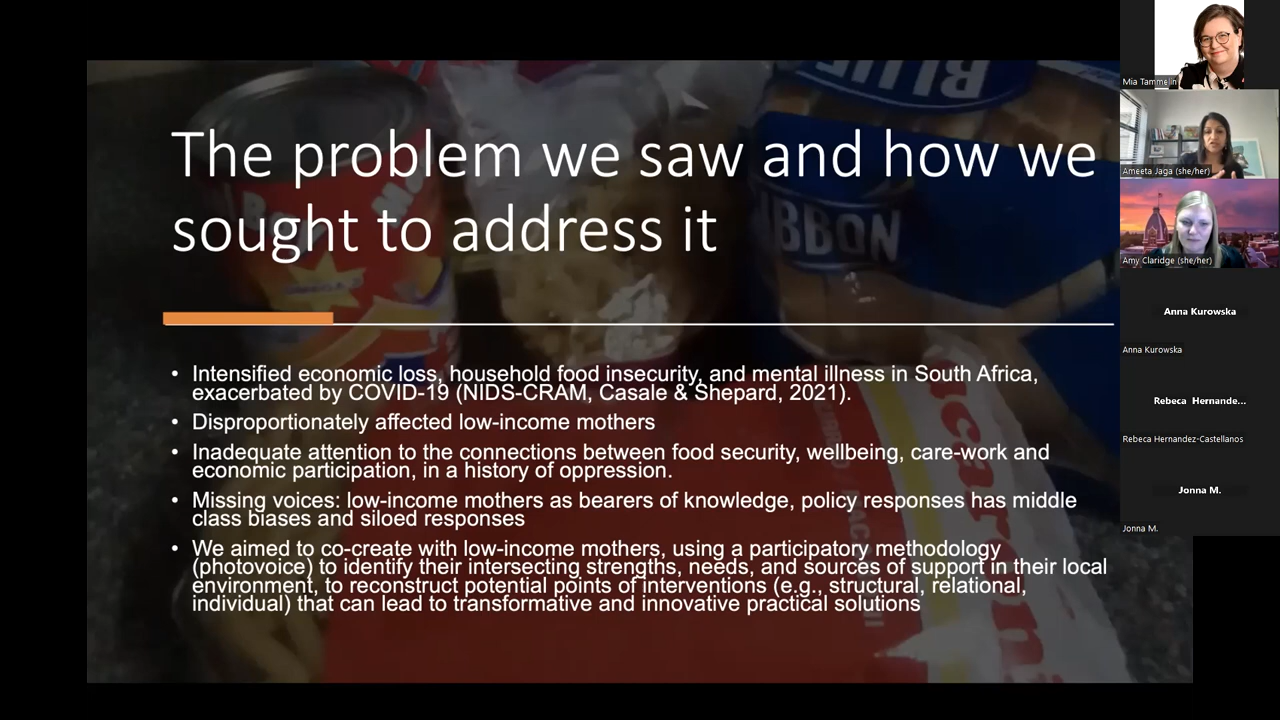 The problem we saw and how we
sought to address it
• Intensified economic loss, household food insecurity, and mental illness in South Africa,
exacerbated by COVID-19 (NIDS-CRAM, Casale & Shepard, 2021).
• Disproportionately affected low-income mothers
• Inadequate attention to the connections between food security, wellbeing, care-work and
economic participation, in a history of oppression.
• Missing voices: low-income mothers as bearers of knowledge, policy responses has middle
class biases and siloed responses
• We aimed to co-create with low-income mothers, using a participatory methodology
(photovoice) to identify their intersecting strengths, needs, and sources of support in their local
environment, to reconstruct potential points of interventions (e.g., structural, relational,
individual) that can lead to transformative and innovative practical solutions
BLUE
IBBON
Mia Tammelin
Ameeta Jaga (she/her)
Amy Claridge (she/her)
Anna Kurowska
Anna Kurowska
Rebeca Hernande...
Rebeca Hernandez-Castellanos
Jonna M.
Jonna M.